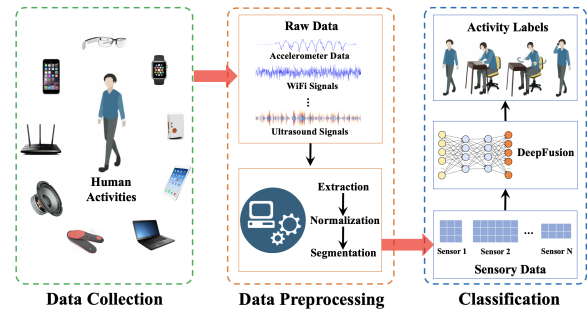 Human
Activities
Data Collection
Raw Data
Accelerometer Data
WiFi Signals
⋮
Ultrasound Signals
Extraction
Normalization
Segmentation
Data Preprocessing
Activity Labels
DeepFusion
...
Sensor 1 Sensor 2 Sensor N
Sensory Data
Classification